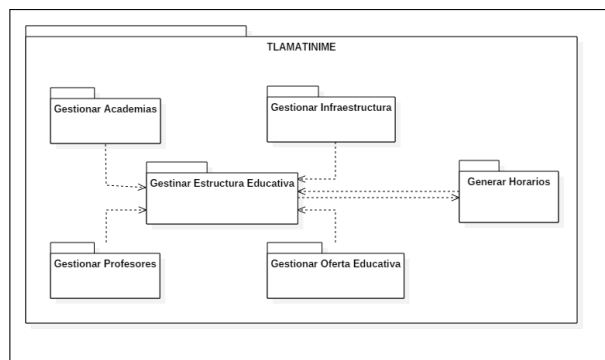 TLAMATINIME
Gestionar Academias
Gestionar Infraestructura
Gestinar Estructura Educativa
Generar Horarios
Gestionar Profesores
Gestionar Oferta Educativa